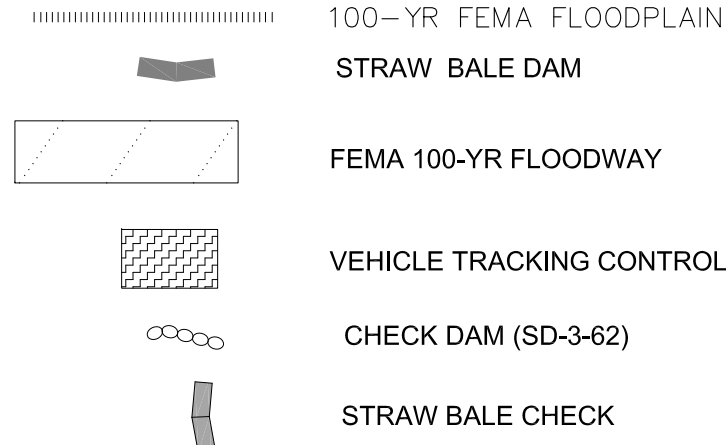 100-YR FEMA FLOODPLAIN
STRAW BALE DAM
FEMA 100-YR FLOODWAY
VEHICLE TRACKING CONTROL
CHECK DAM (SD-3-62)
STRAW BALE CHECK